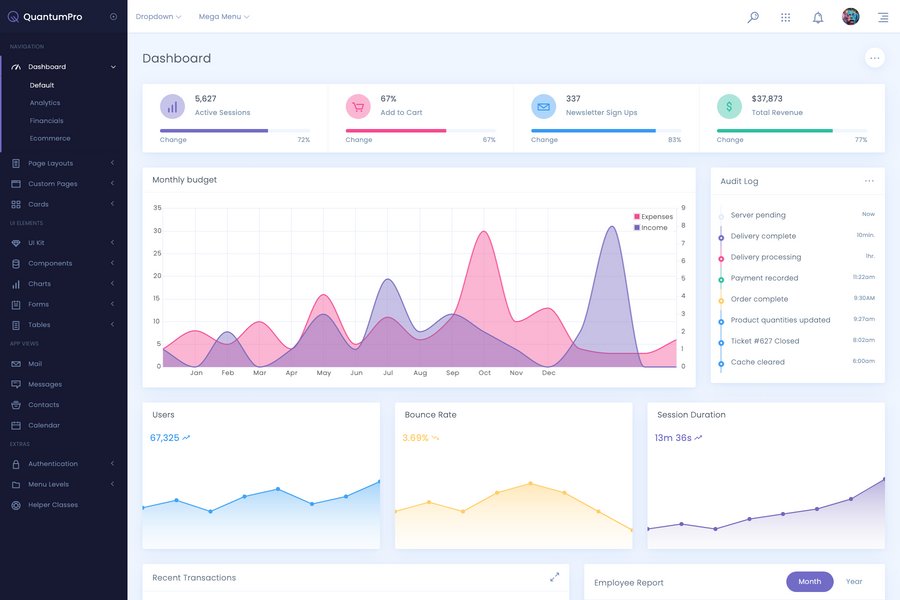 QuantumPro
Dropdown
Mega Menu
NAVIGATION
Dashboard
Default
Analytics
Financials
Ecommerce
Page Layouts
Custom Pages
Cards
UI ELEMENTS
UI Kit
Components
Charts
Forms
Tables
APP VIEWS
Mail
Messages
Contacts
Calendar
EXTRAS
Authentication
Menu Levels
Helper Classes
Dashboard
5,627
Active Sessions
Change 72%
67%
Add to Cart
Change 67%
337
Newsletter Sign Ups
Change 83%
$37,873
Total Revenue
Change 77%
Monthly budget
35
30
25
20
15
10
5
0
Expenses
Income
9
8
7
6
5
4
3
2
1
0
Jan Feb Mar Apr May Jun Jul Aug Sep Oct Nov Dec
Audit Log
Server pending Now
Delivery complete 10min.
Delivery processing 1hr.
Payment recorded 11:22am
Order complete 9:30AM
Product quantities updated 9:27am
Ticket #627 Closed 8:02am
Cache cleared 6:00am
Users
67,325
Bounce Rate
3.69%
Session Duration
13m 36s
Recent Transactions
Employee Report
Month
Year